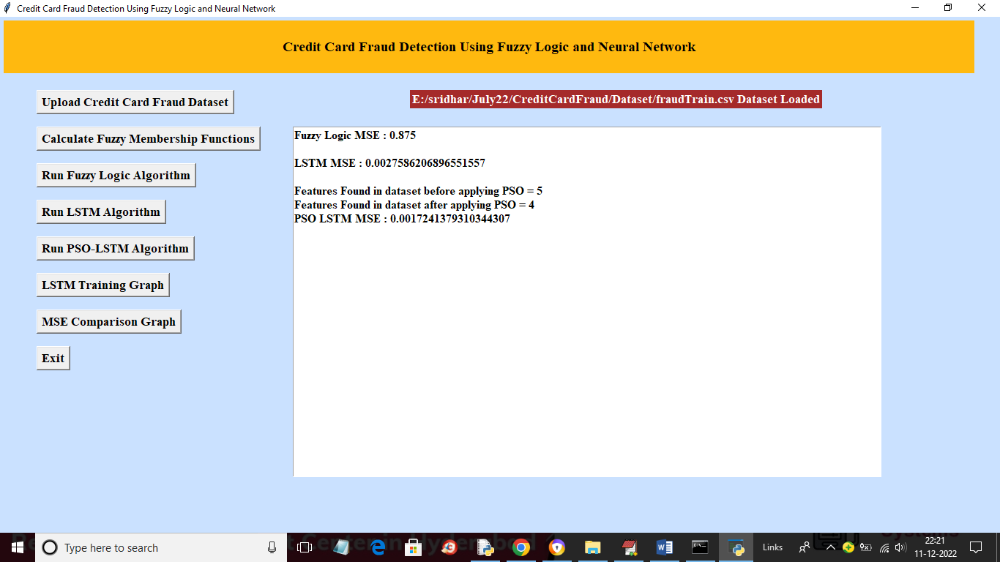 Credit Card Fraud Detection Using Fuzzy Logic and Neural Network
Credit Card Fraud Detection Using Fuzzy Logic and Neural Network
Upload Credit Card Fraud Dataset
E:/sridhar/July22/CreditCardFraud/Dataset/fraudTrain.csv Dataset Loaded
Calculate Fuzzy Membership Functions
Run Fuzzy Logic Algorithm
Run LSTM Algorithm
Run PSO-LSTM Algorithm
LSTM Training Graph
MSE Comparison Graph
Exit
Fuzzy Logic MSE : 0.875
LSTM MSE : 0.0027586206896551557
Features Found in dataset before applying PSO = 5
Features Found in dataset after applying PSO = 4
PSO LSTM MSE : 0.0017241379310344307
Type here to search
Links
22:21
11-12-2022